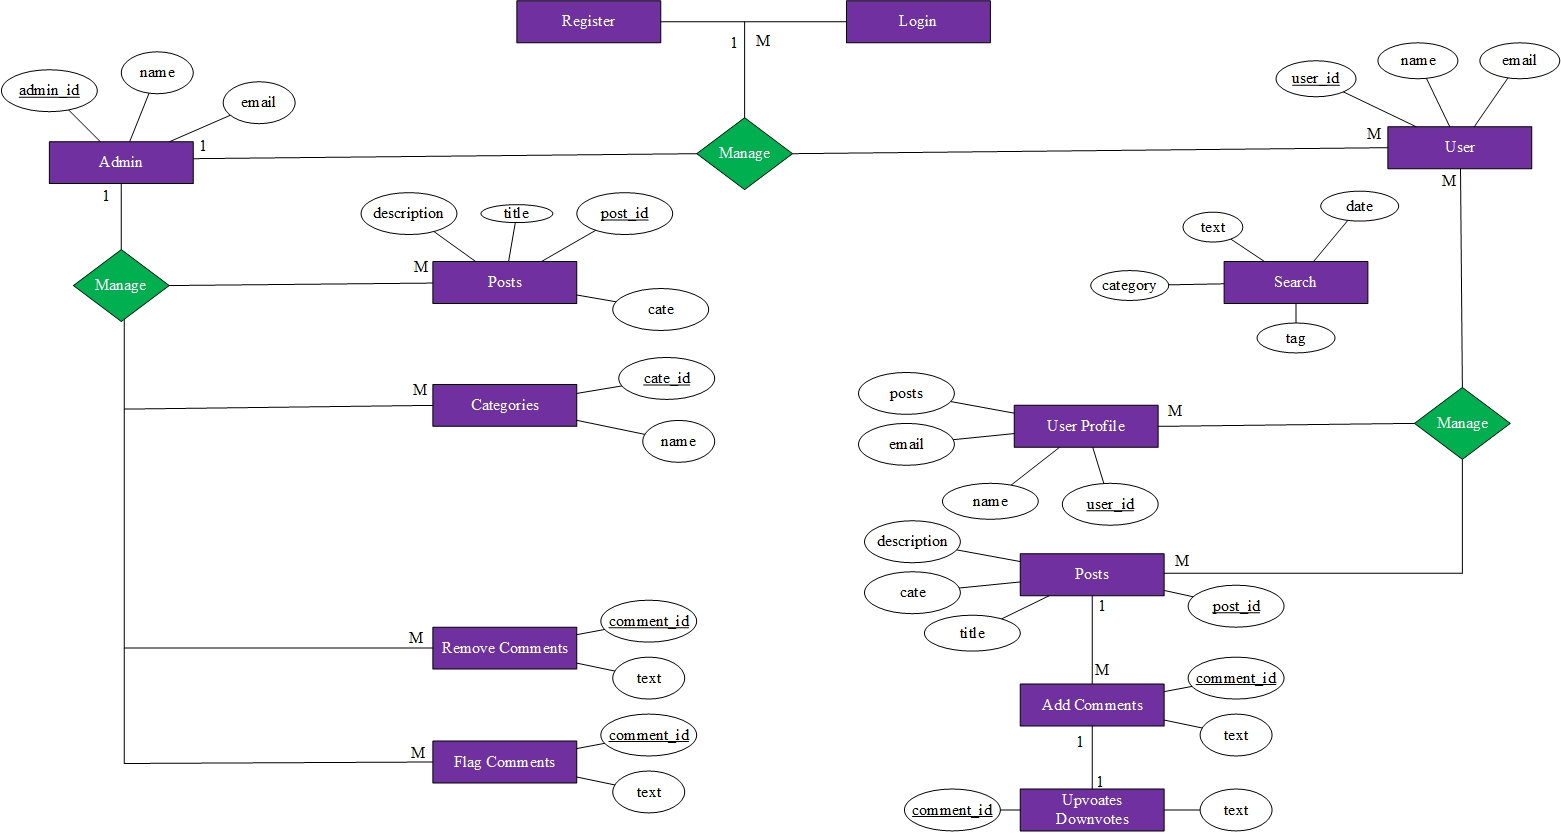 Register
Login
1
M
admin_id
name
email
user_id
name
email
Admin
1
Manage
M
User
1
M
description
title
post_id
text
date
Manage
M
Posts
category
Search
cate
tag
M
Categories
cate_id
name
posts
email
User Profile
M
Manage
name
user_id
description
cate
title
Posts
M
1
post_id
M
Remove Comments
comment_id
text
M
Add Comments
comment_id
text
1
M
Flag Comments
comment_id
text
1
comment_id
Upvoates
Downvotes
text